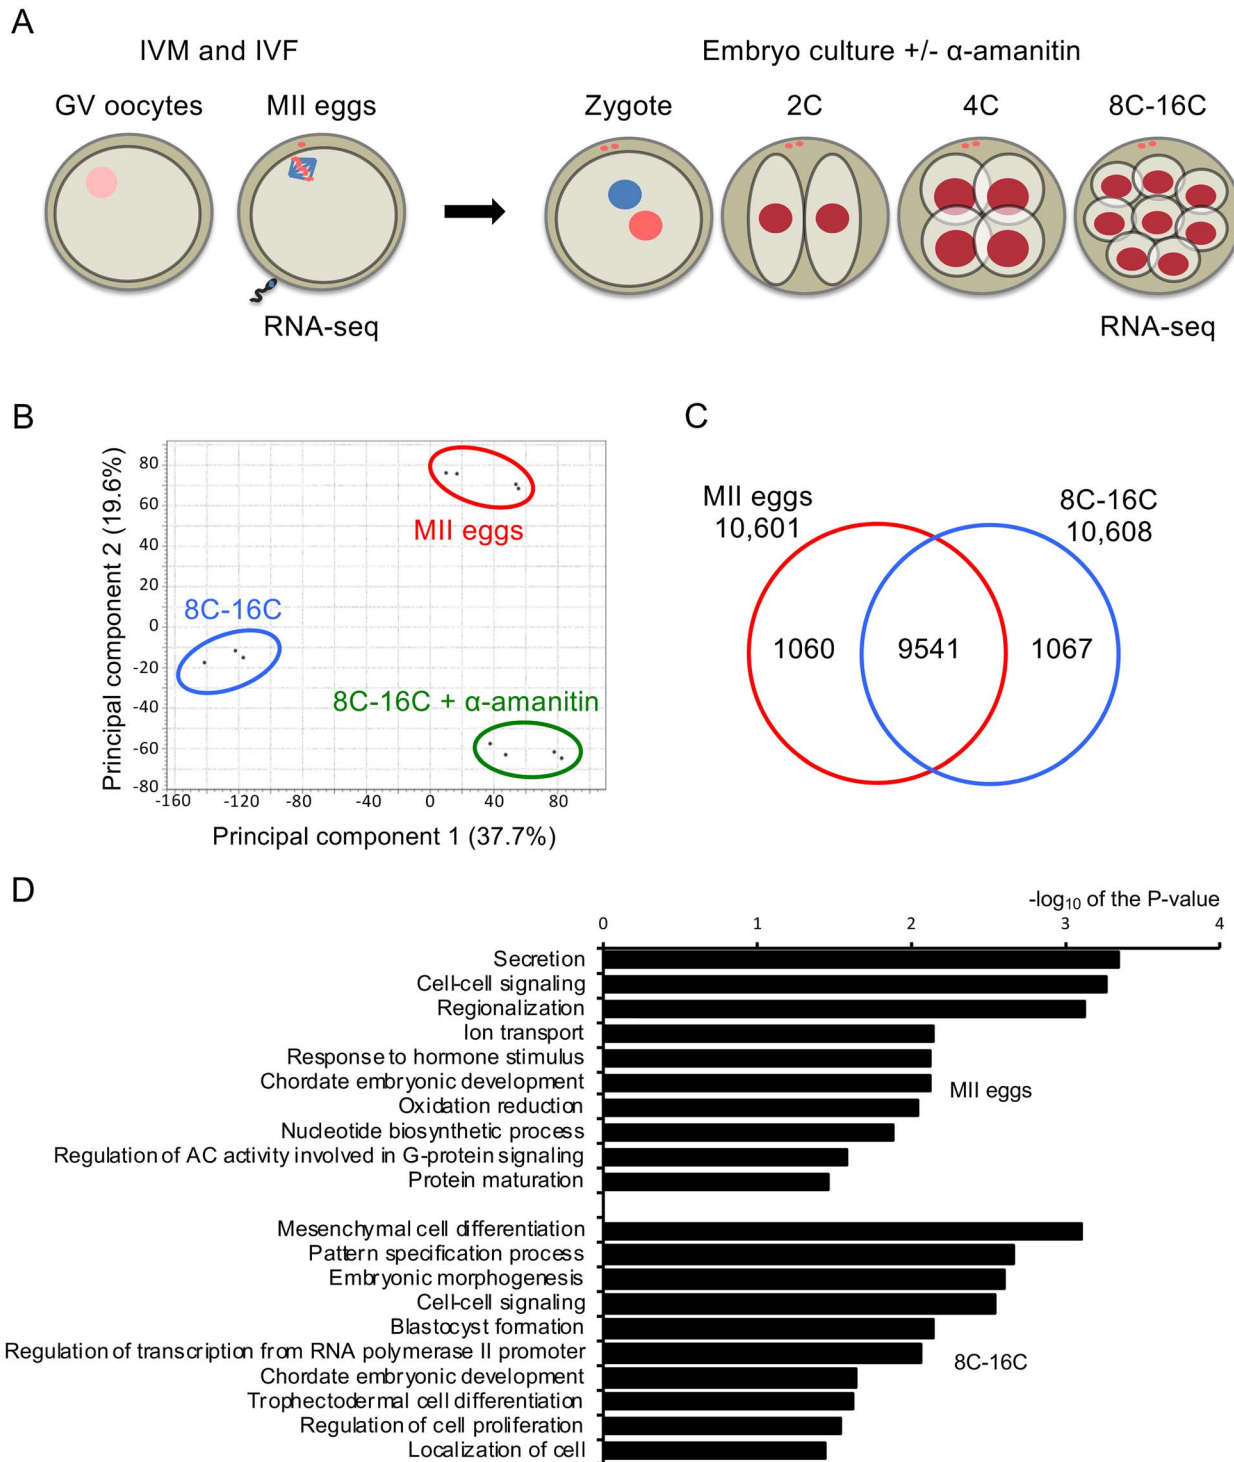 A
IVM and IVF
Embryo culture +/- α-amanitin
GV oocytes
MII eggs
Zygote
2C
4C
8C-16C
RNA-seq
RNA-seq
B
Principal component 2 (19.6%)
80
60
40
20
0
-20
-40
-60
-80
MII eggs
8C-16C
8C-16C + α-amanitin
-160
-120
-80
-40
0
40
80
Principal component 1 (37.7%)
C
MII eggs
10,601
8C-16C
10,608
1060
9541
1067
D
-log10 of the P-value
0
1
2
3
4
Secretion
Cell-cell signaling
Regionalization
Ion transport
Response to hormone stimulus
Chordate embryonic development
Oxidation reduction
Nucleotide biosynthetic process
Regulation of AC activity involved in G-protein signaling
Protein maturation
MII eggs
Mesenchymal cell differentiation
Pattern specification process
Embryonic morphogenesis
Cell-cell signaling
Blastocyst formation
Regulation of transcription from RNA polymerase II promoter
Chordate embryonic development
Trophectodermal cell differentiation
Regulation of cell proliferation
Localization of cell
8C-16C